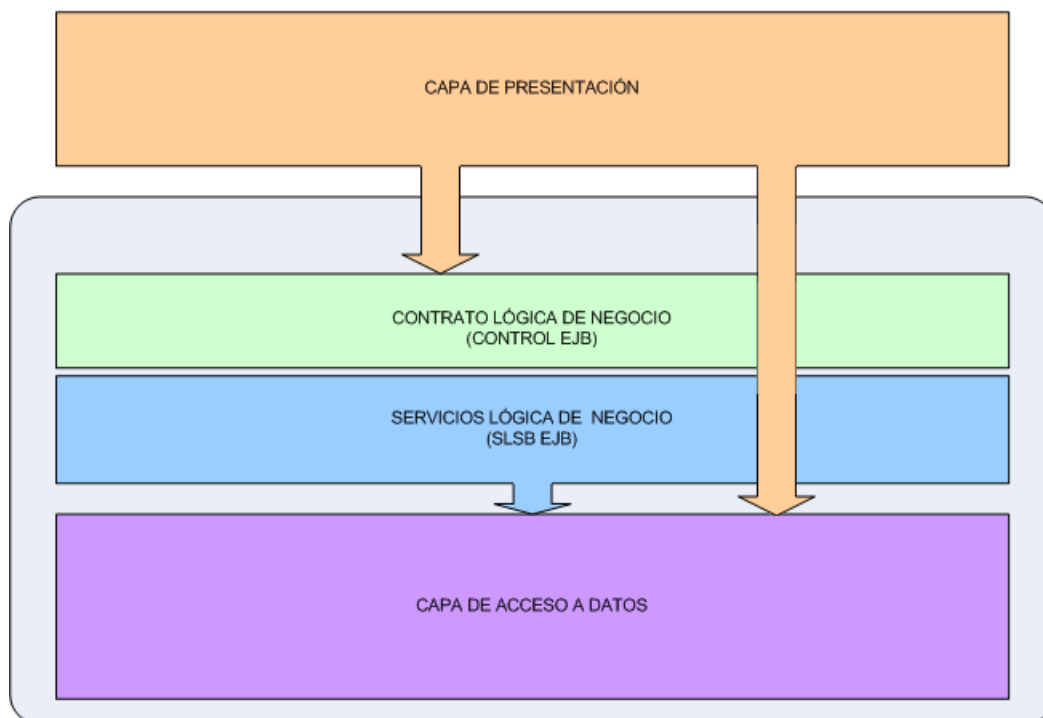 CAPA DE PRESENTACIÓN
CONTRATO LÓGICA DE NEGOCIO
(CONTROL EJB)
SERVICIOS LÓGICA DE NEGOCIO
(SLSB EJB)
CAPA DE ACCESO A DATOS